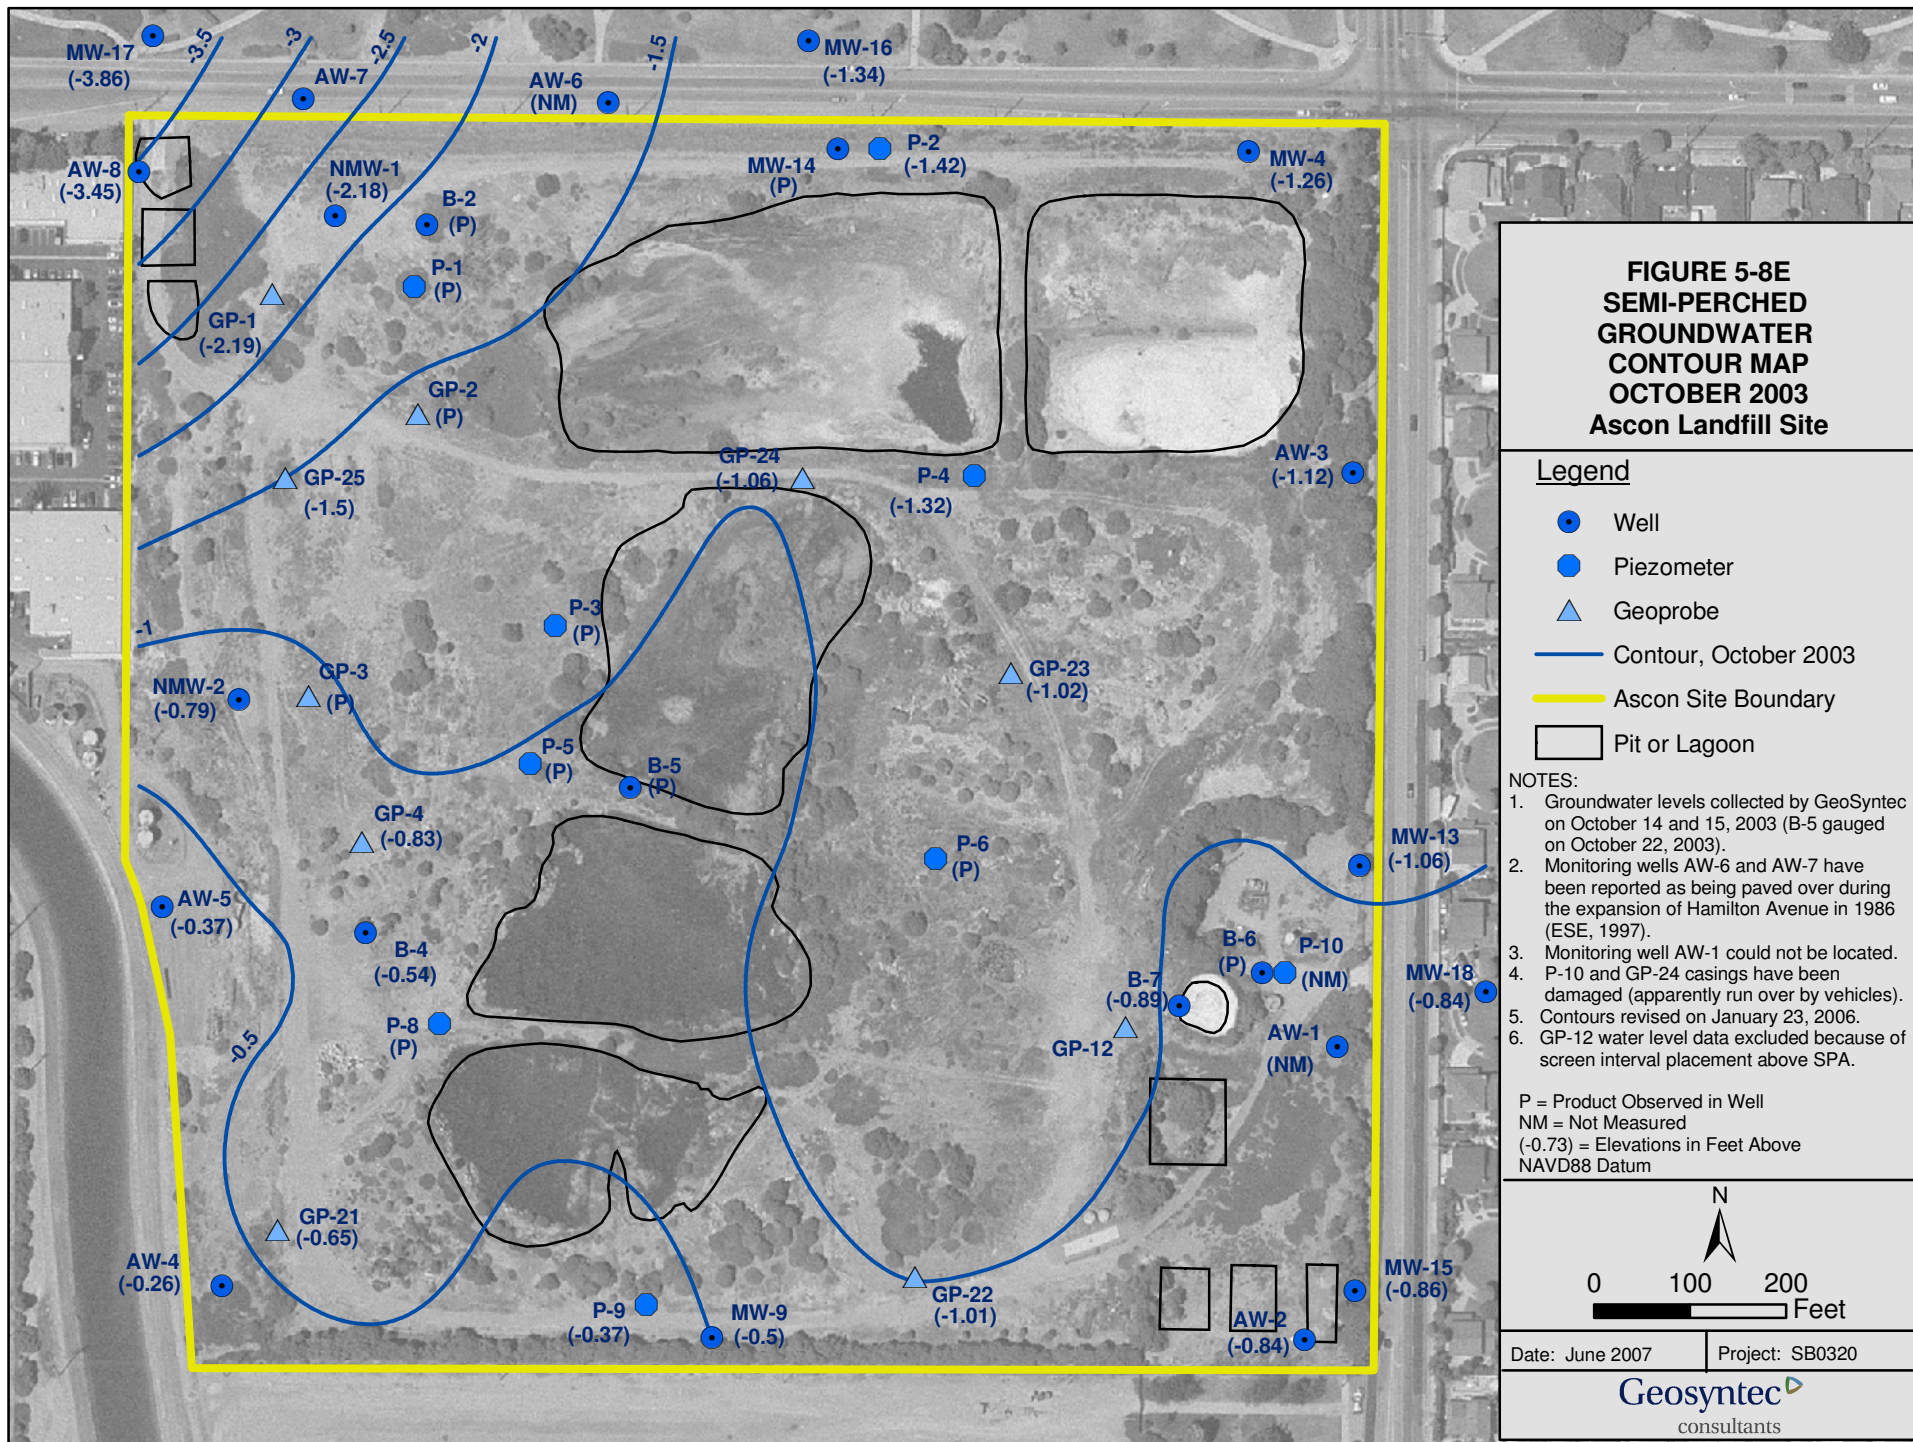 MW-17
(-3.86)
-3.5
-3
-2.5
-2
-1.5
AW-7
AW-6
(NM)
MW-16
(-1.34)
AW-8
(-3.45)
NMW-1
(-2.18)
B-2
(P)
MW-14
(P)
P-2
(-1.42)
MW-4
(-1.26)
P-1
(P)
GP-1
(-2.19)
GP-2
(P)
GP-25
(-1.5)
GP-24
(-1.06)
P-4
(-1.32)
AW-3
(-1.12)
-1
P-3
(P)
NMW-2
(-0.79)
GP-3
(P)
GP-23
(-1.02)
P-5
(P)
B-5
(P)
GP-4
(-0.83)
P-6
(P)
MW-13
(-1.06)
AW-5
(-0.37)
B-4
(-0.54)
B-6
(P)
P-10
(NM)
MW-18
(-0.84)
B-7
(-0.89)
P-8
(P)
GP-12
AW-1
(NM)
-0.5
GP-21
(-0.65)
AW-4
(-0.26)
P-9
(-0.37)
MW-9
(-0.5)
GP-22
(-1.01)
MW-15
(-0.86)
AW-2
(-0.84)
FIGURE 5-8E
SEMI-PERCHED
GROUNDWATER
CONTOUR MAP
OCTOBER 2003
Ascon Landfill Site
Legend
Well
Piezometer
Geoprobe
Contour, October 2003
Ascon Site Boundary
Pit or Lagoon
NOTES:
1. Groundwater levels collected by GeoSyntec
on October 14 and 15, 2003 (B-5 gauged
on October 22, 2003).
2. Monitoring wells AW-6 and AW-7 have
been reported as being paved over during
the expansion of Hamilton Avenue in 1986
(ESE, 1997).
3. Monitoring well AW-1 could not be located.
4. P-10 and GP-24 casings have been
damaged (apparently run over by vehicles).
5. Contours revised on January 23, 2006.
6. GP-12 water level data excluded because of
screen interval placement above SPA.
P = Product Observed in Well
NM = Not Measured
(-0.73) = Elevations in Feet Above
NAVD88 Datum
N
0 100 200
Feet
Date: June 2007 Project: SB0320
Geosyntec
consultants